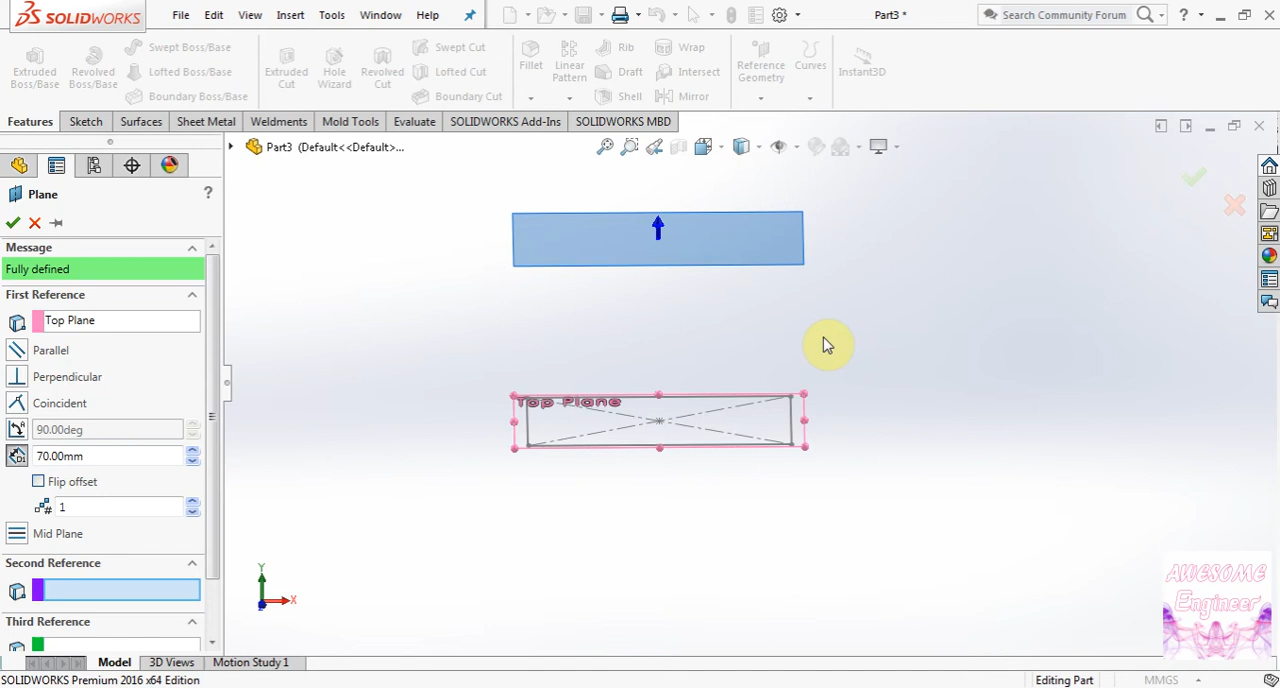 SOLIDWORKS
File Edit View Insert Tools Window Help
Part3 *
Search Community Forum
Extruded Boss/Base
Revolved Boss/Base
Swept Boss/Base
Lofted Boss/Base
Boundary Boss/Base
Extruded Cut
Hole Wizard
Revolved Cut
Swept Cut
Lofted Cut
Boundary Cut
Fillet
Linear Pattern
Rib
Draft
Shell
Wrap
Intersect
Mirror
Reference Geometry
Curves
Instant3D
Features Sketch Surfaces Sheet Metal Weldments Mold Tools Evaluate SOLIDWORKS Add-Ins SOLIDWORKS MBD
Part3 (Default<<Default>...
Plane
?
Message
Fully defined
First Reference
Top Plane
Parallel
Perpendicular
Coincident
90.00deg
70.00mm
Flip offset
1
Mid Plane
Second Reference
Third Reference
Top Plane
Y
X
Z
AWESOME
Engineer
Model 3D Views Motion Study 1
SOLIDWORKS Premium 2016 x64 Edition
Editing Part
MMGS